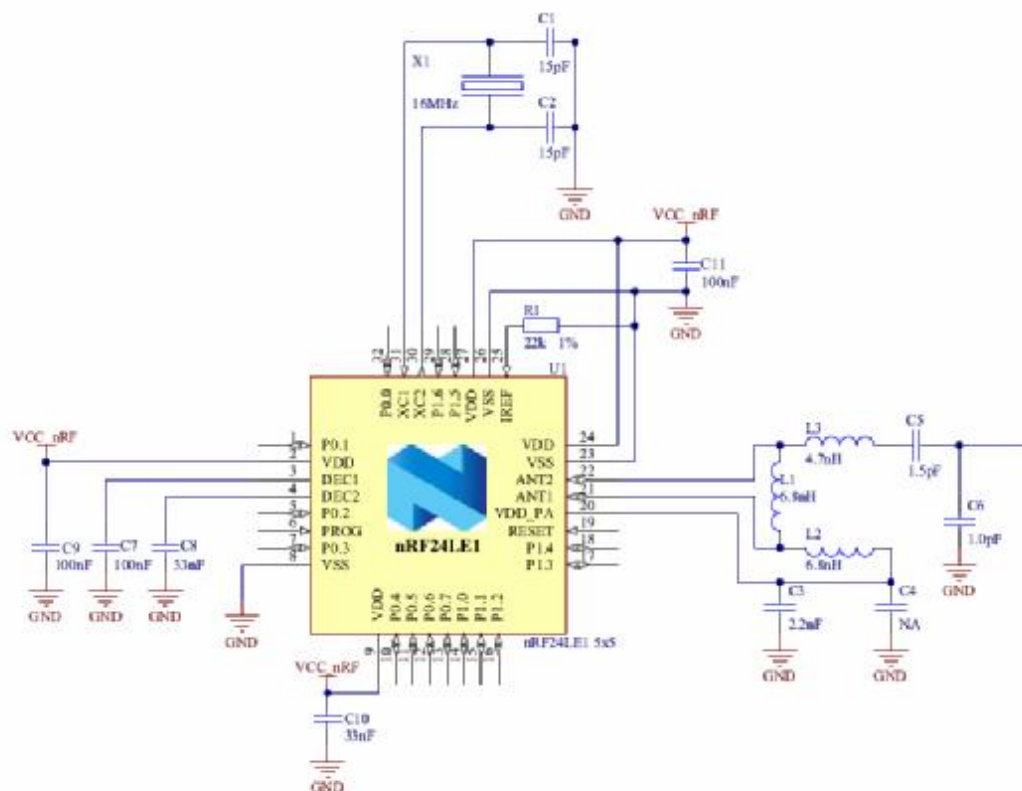 C1
X1
15pF
16MHz
C2
15pF
GND
VCC_nRF
C11
100nF
GND
R1
22k 1%
32 31 30 29 28 27 26 25
U1
P0.0 XC1 XC2 P1.6 P1.5 VDD VSS IREF
VCC_nRF
1 P0.1
2 VDD
3 DEC1
4 DEC2
5 P0.2
6 PROG
7 P0.3
8 VSS
nRF24LE1
VDD 24
VSS 23
ANT2 22
ANT1 21
VDD_PA 20
RESET 19
P1.4 18
P1.3 17
VDD P0.4 P0.5 P0.6 P0.7 P1.0 P1.1 P1.2
9 10
nRF24LE1 5x5
C9
100nF
GND
C7
100nF
GND
C8
33nF
GND
GND
VCC_nRF
C10
33nF
GND
L3
4.7nH
C5
1.5pF
L1
6.8nH
L2
6.8nH
C6
1.0pF
GND
C3
2.2nF
GND
C4
NA
GND